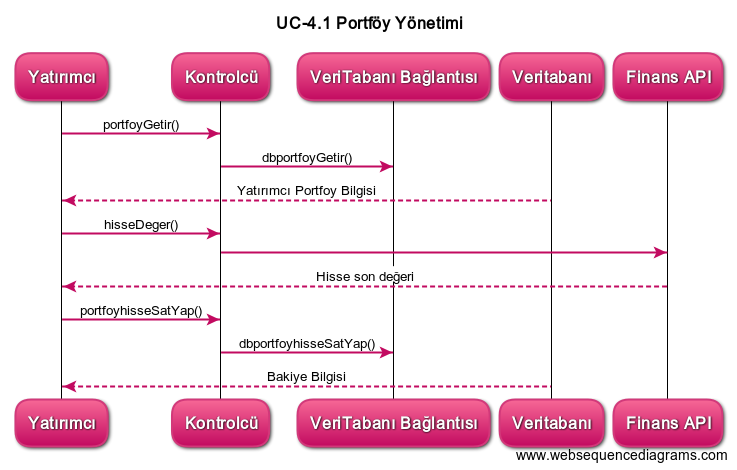 UC-4.1 Portföy Yönetimi
Yatırımcı Kontrolcü VeriTabanı Bağlantısı Veritabanı Finans API
portfoyGetir()
dbportfoyGetir()
Yatırımcı Portfoy Bilgisi
hisseDeger()
Hisse son değeri
portfoyhisseSatYap()
dbportfoyhisseSatYap()
Bakiye Bilgisi
Yatırımcı Kontrolcü VeriTabanı Bağlantısı Veritabanı Finans API
www.websequencediagrams.com